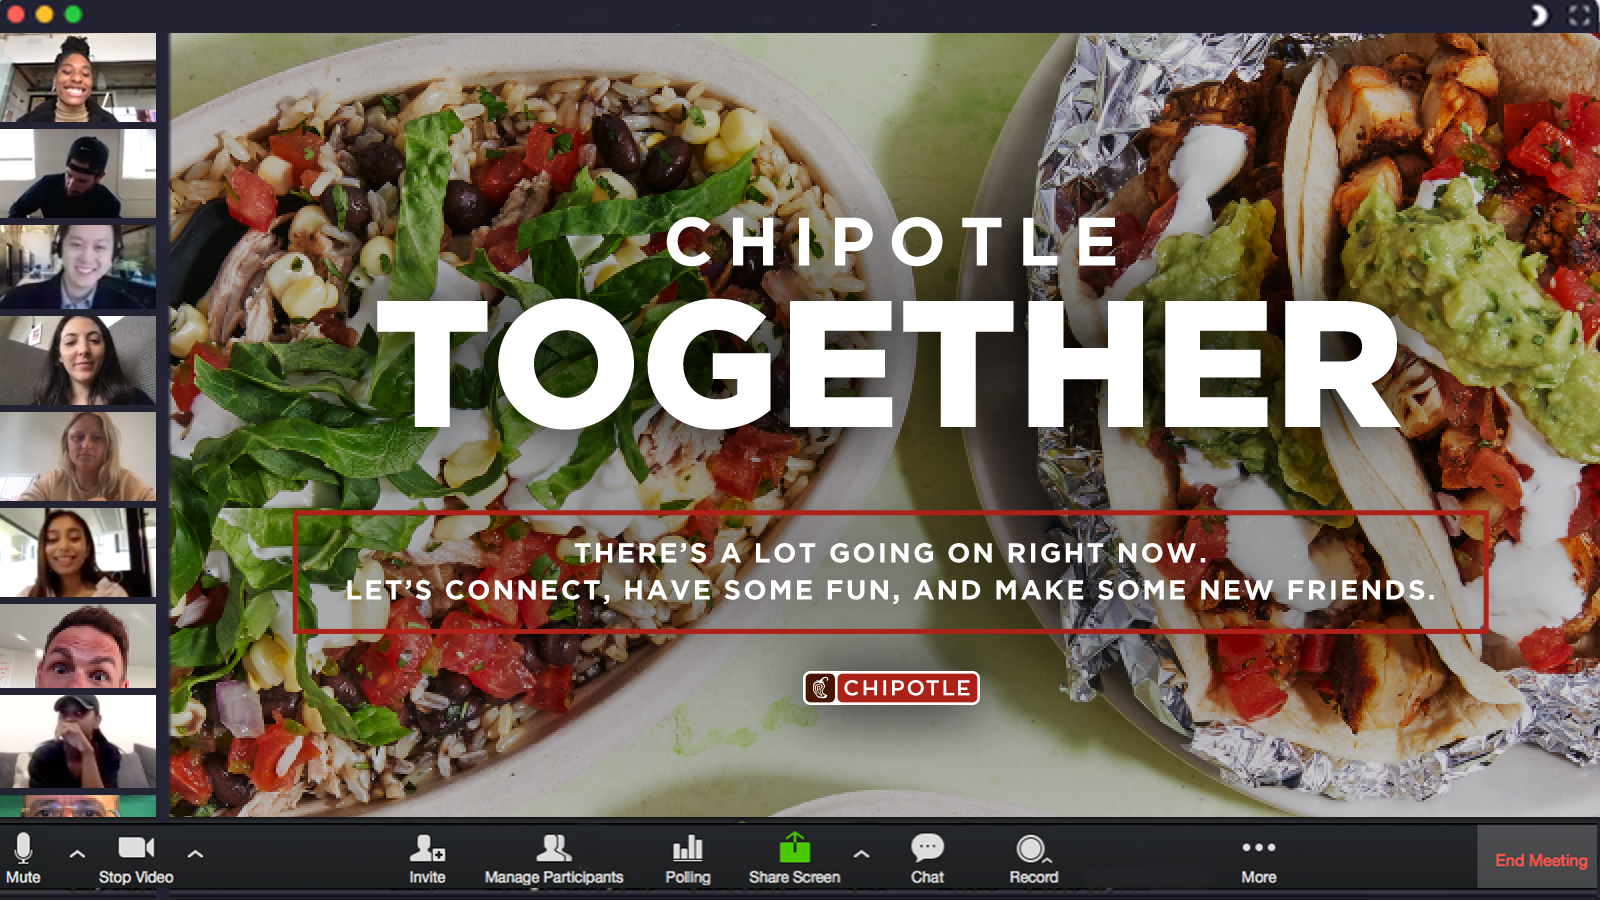 CHIPOTLE
TOGETHER
THERE'S A LOT GOING ON RIGHT NOW.
LET'S CONNECT, HAVE SOME FUN, AND MAKE SOME NEW FRIENDS.
CHIPOTLE
Mute
Stop Video
Invite
Manage Participants
Polling
Share Screen
Chat
Record
More
End Meeting